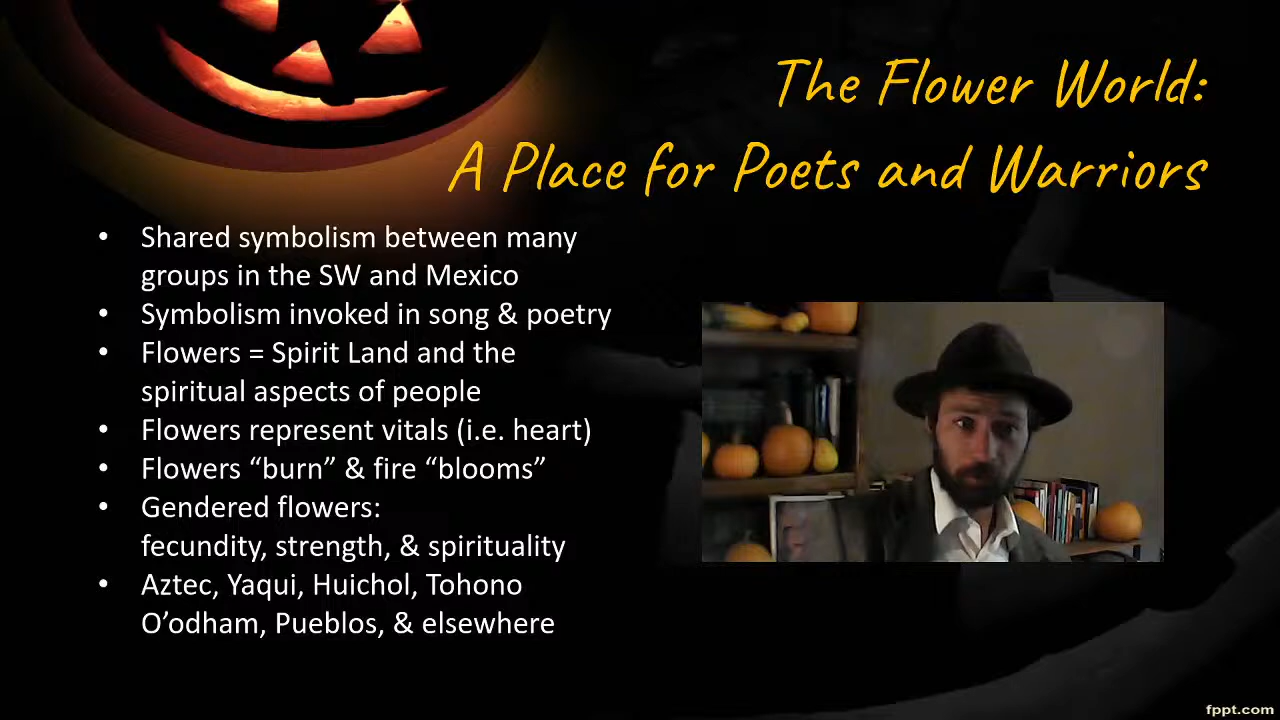 The Flower World:
A Place for Poets and Warriors
• Shared symbolism between many
groups in the SW and Mexico
• Symbolism invoked in song & poetry
• Flowers = Spirit Land and the
spiritual aspects of people
• Flowers represent vitals (i.e. heart)
• Flowers “burn” & fire “blooms”
• Gendered flowers:
fecundity, strength, & spirituality
• Aztec, Yaqui, Huichol, Tohono
O’odham, Pueblos, & elsewhere
fppt.com